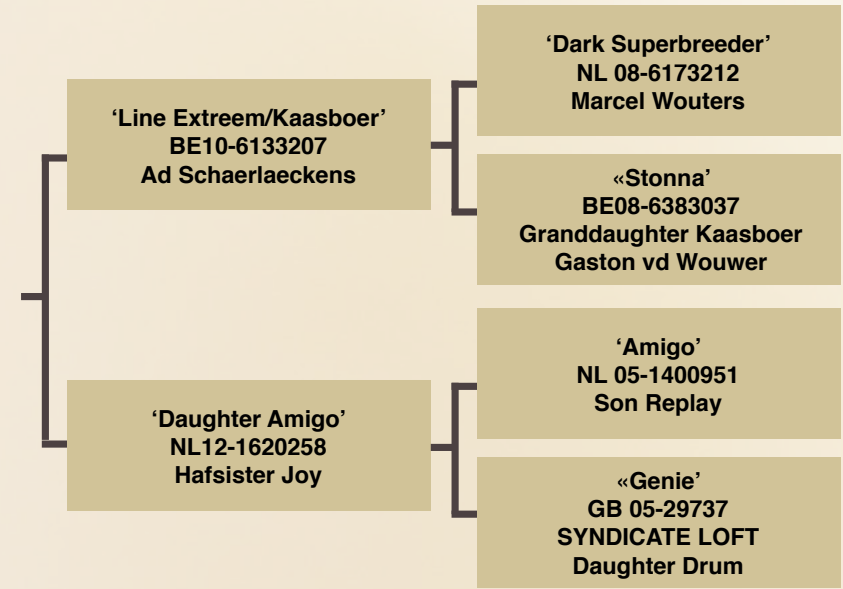 ‘Dark Superbreeder’
NL 08-6173212
Marcel Wouters
‘Line Extreem/Kaasboer’
BE10-6133207
Ad Schaerlaeckens
«Stonna’
BE08-6383037
Granddaughter Kaasboer
Gaston vd Wouwer
‘Amigo’
NL 05-1400951
Son Replay
‘Daughter Amigo’
NL12-1620258
Hafsister Joy
«Genie’
GB 05-29737
SYNDICATE LOFT
Daughter Drum